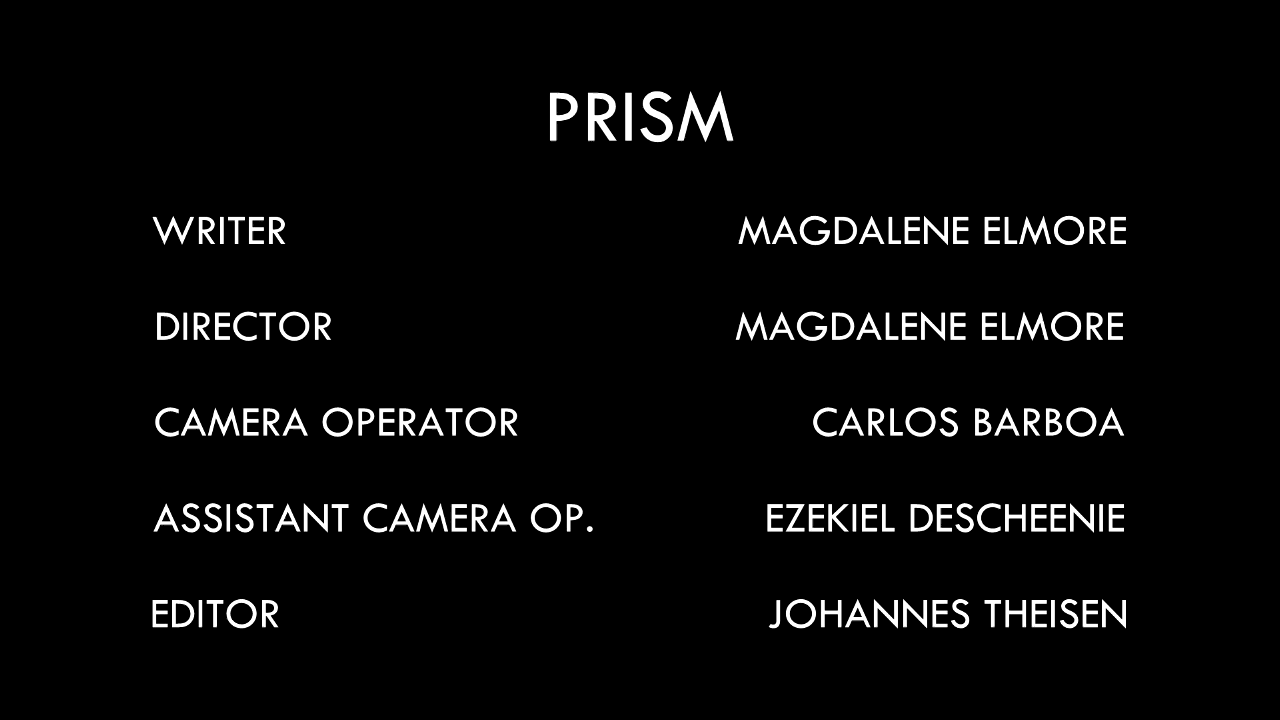 PRISM
WRITER MAGDALENE ELMORE
DIRECTOR MAGDALENE ELMORE
CAMERA OPERATOR CARLOS BARBOA
ASSISTANT CAMERA OP. EZEKIEL DESCHEENIE
EDITOR JOHANNES THEISEN